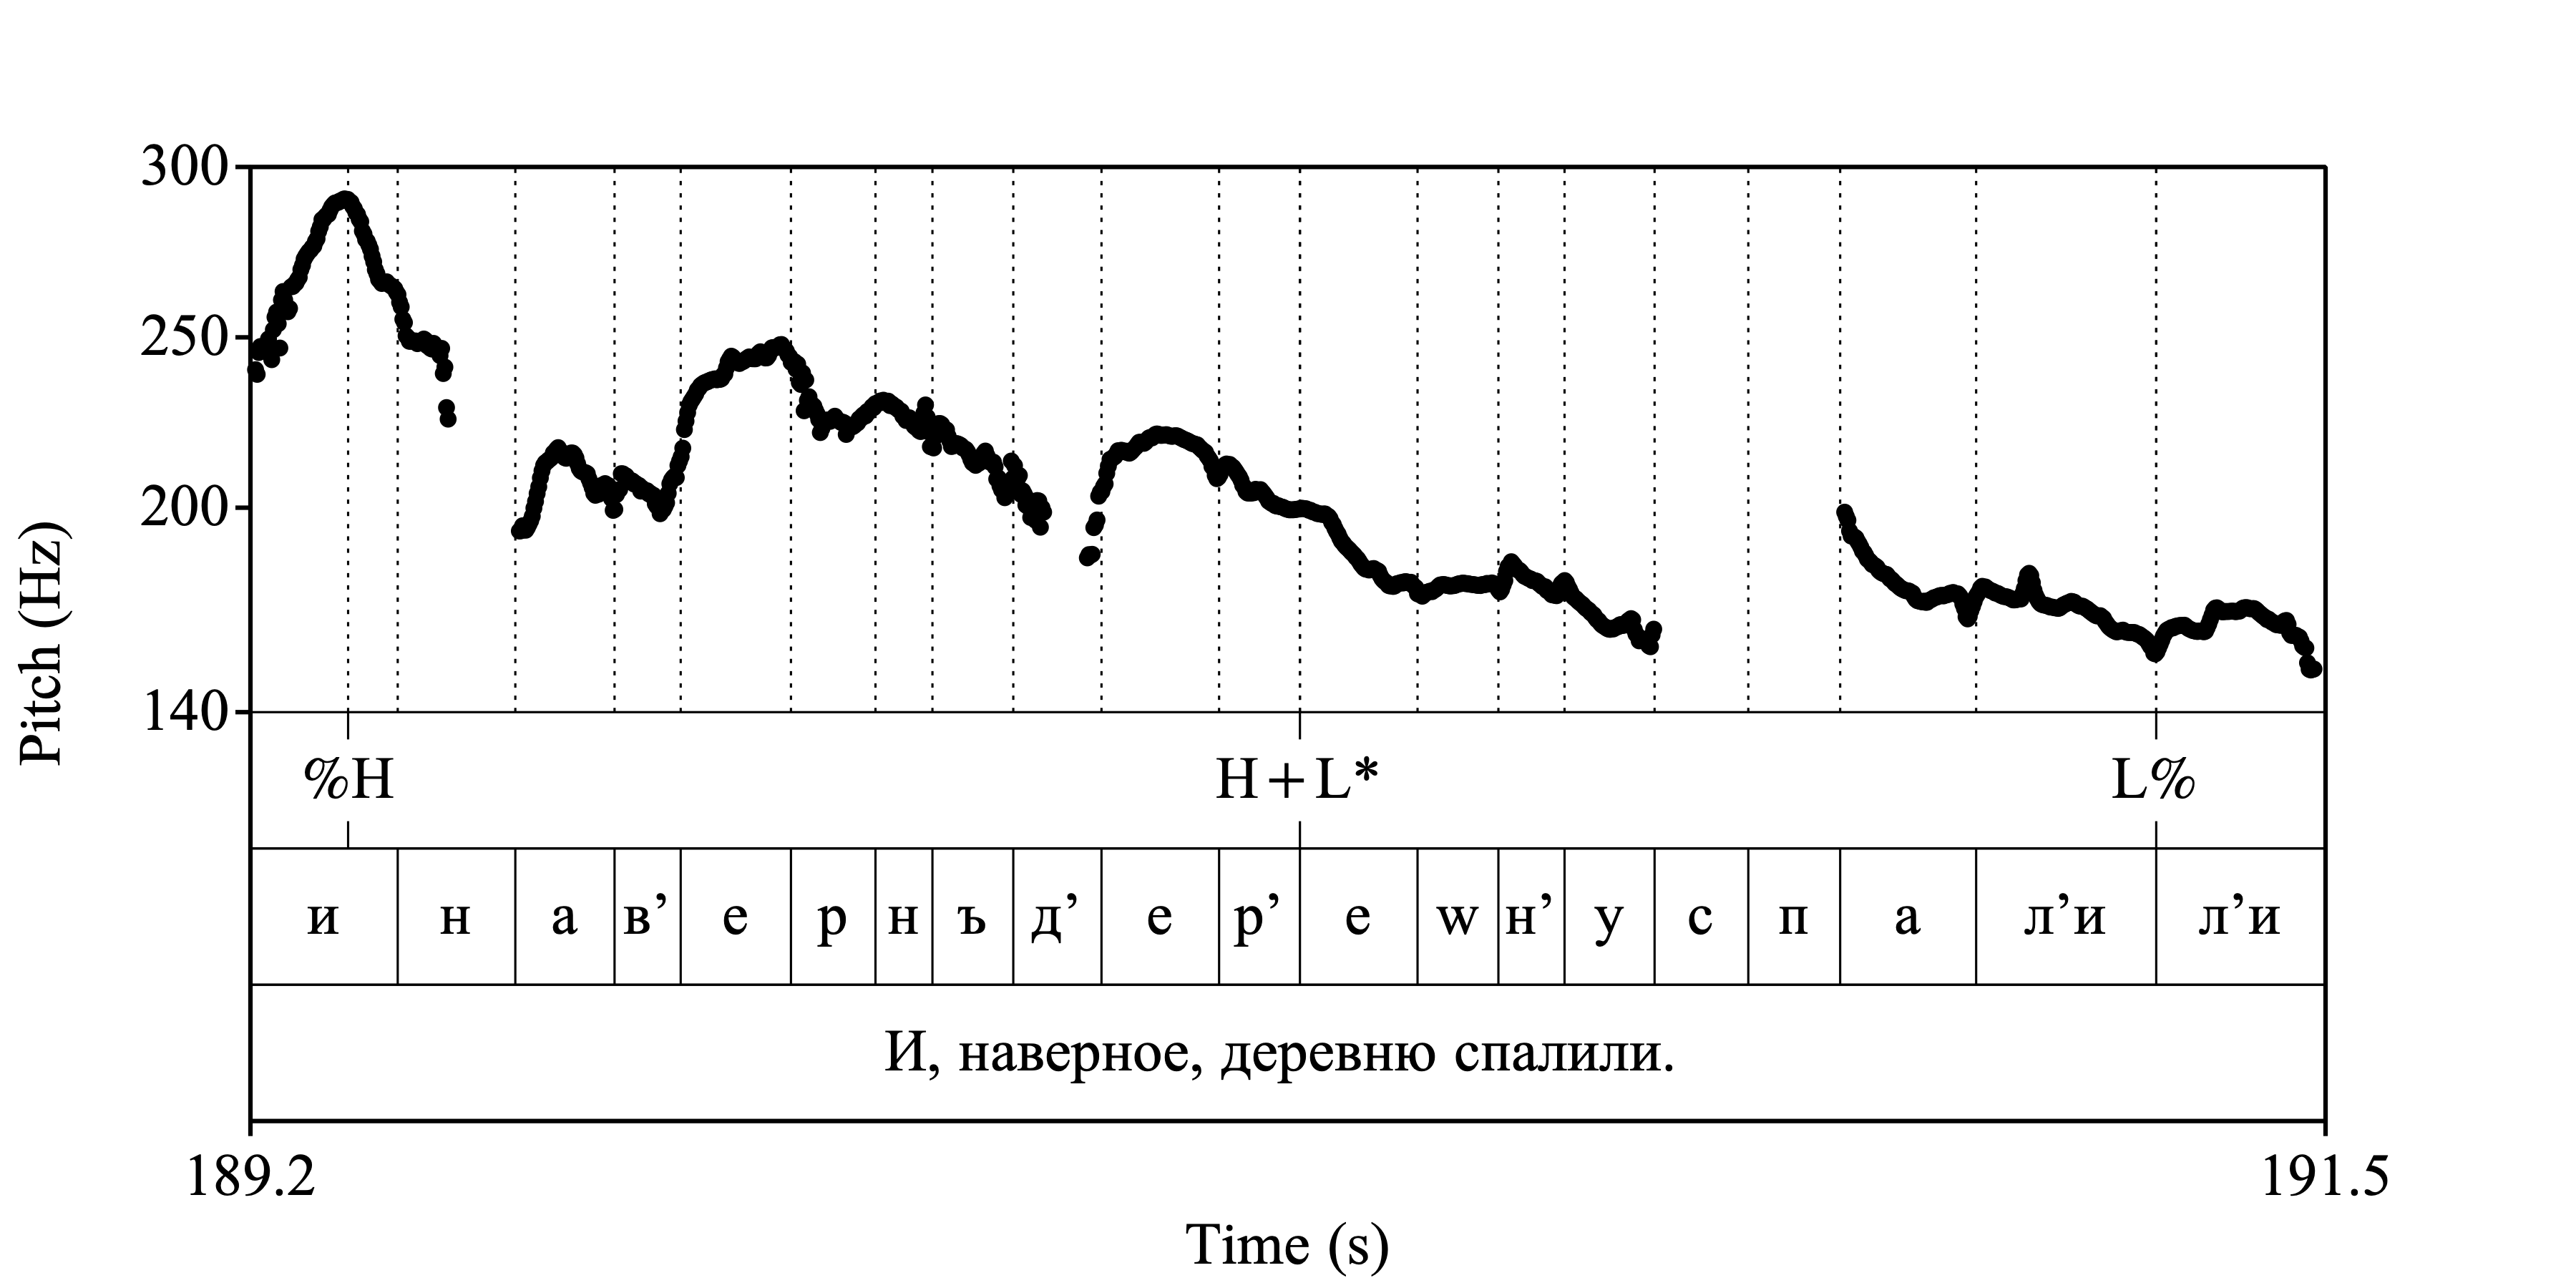 Pitch (Hz)
300
250
200
140
%H H+L* L%
и н а в’ е р н ъ д’ е р’ е w н’ у с п а л’и л’и
И, наверное, деревню спалили.
189.2 191.5
Time (s)